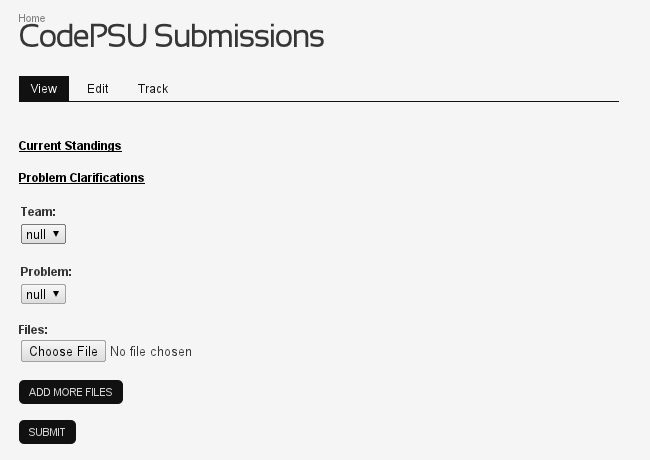 Home
CodePSU Submissions
View Edit Track
Current Standings
Problem Clarifications
Team:
null
Problem:
null
Files:
Choose File No file chosen
ADD MORE FILES
SUBMIT